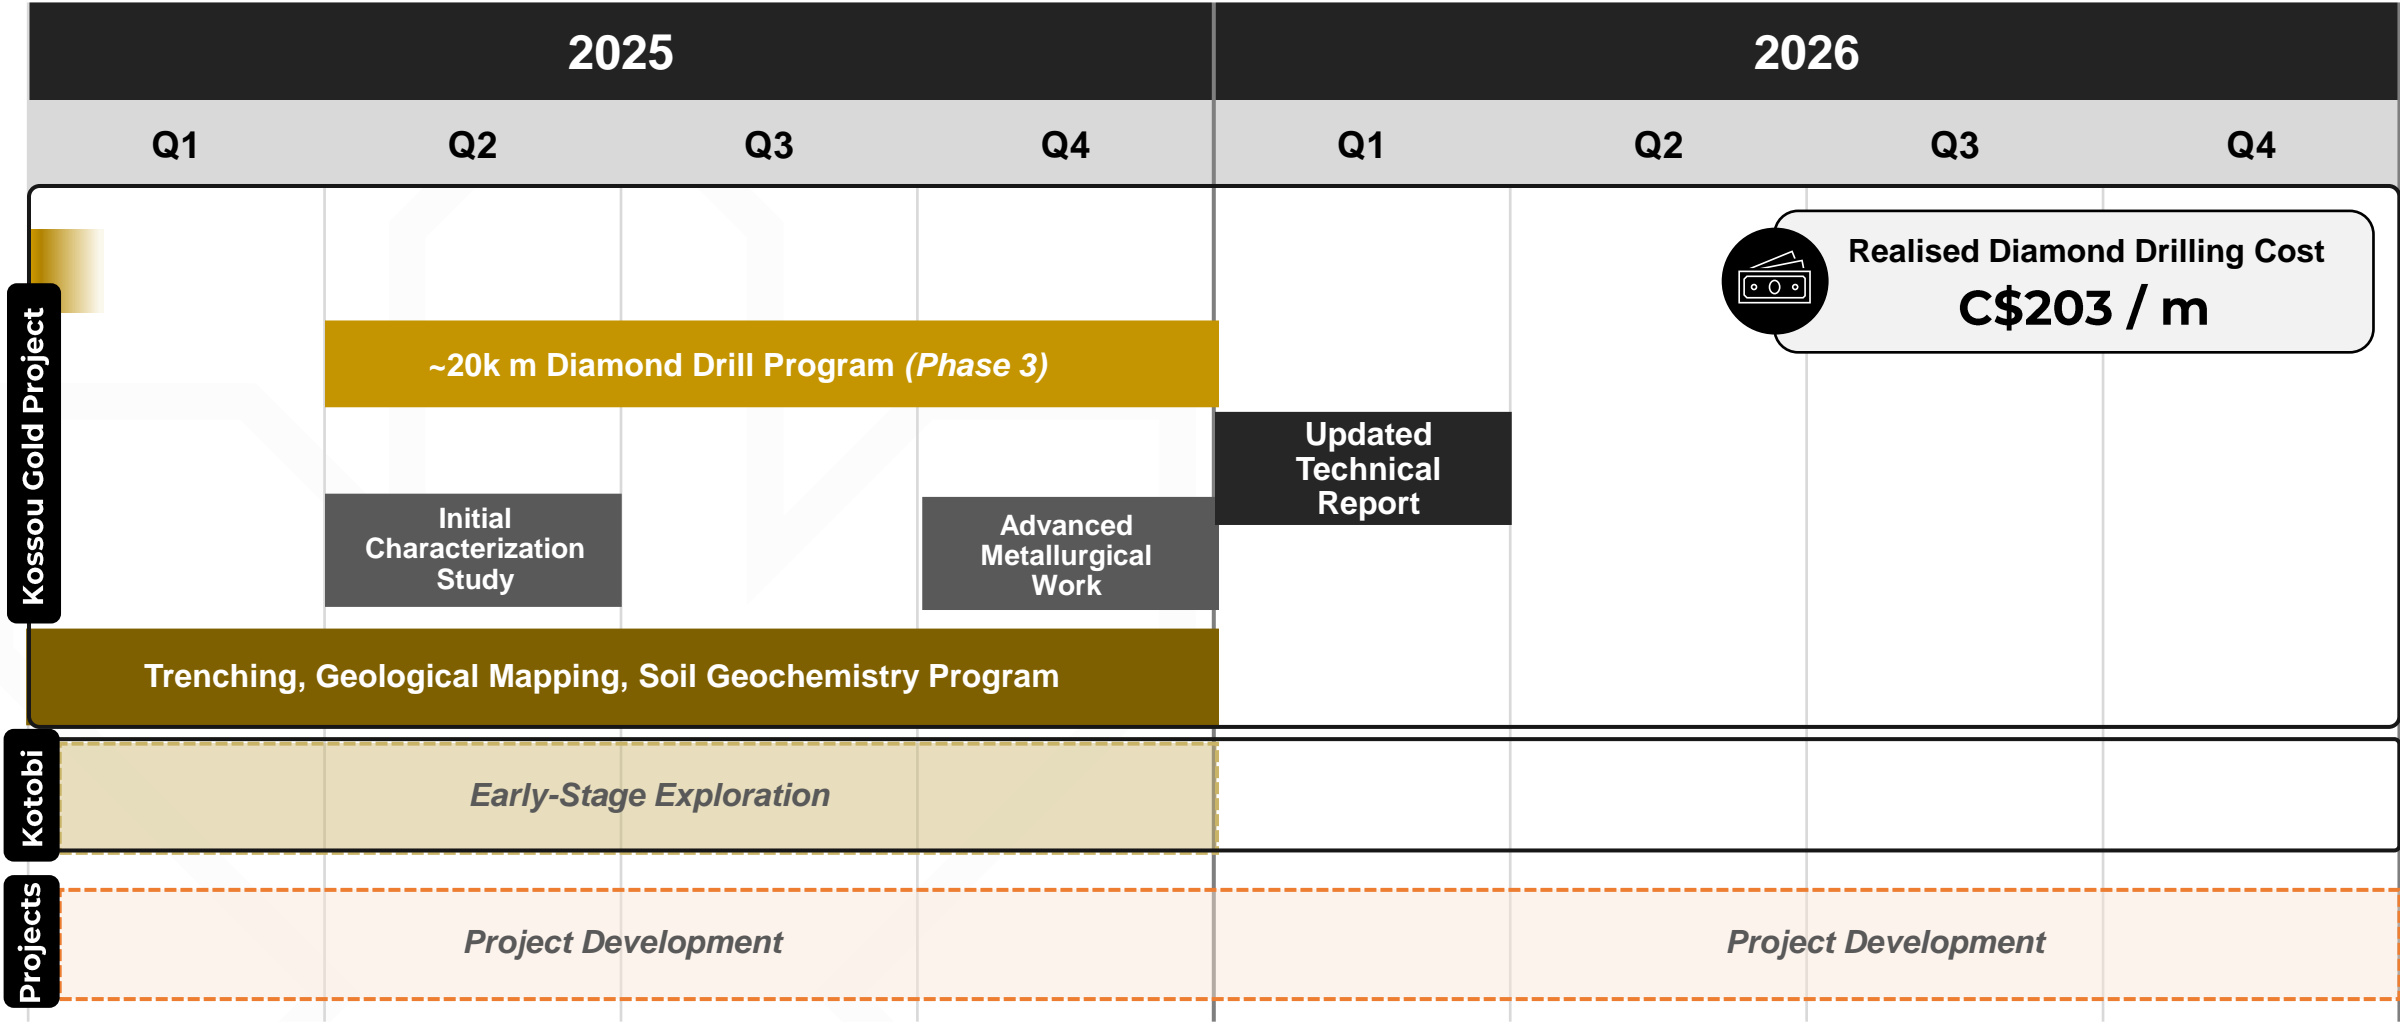 2025
2026
Q1
Q2
Q3
Q4
Q1
Q2
Q3
Q4
Kossou Gold Project
Realised Diamond Drilling Cost
C$203 / m
~20k m Diamond Drill Program (Phase 3)
Updated
Technical
Report
Initial
Characterization
Study
Advanced
Metallurgical
Work
Trenching, Geological Mapping, Soil Geochemistry Program
Kotobi
Early-Stage Exploration
Projects
Project Development
Project Development